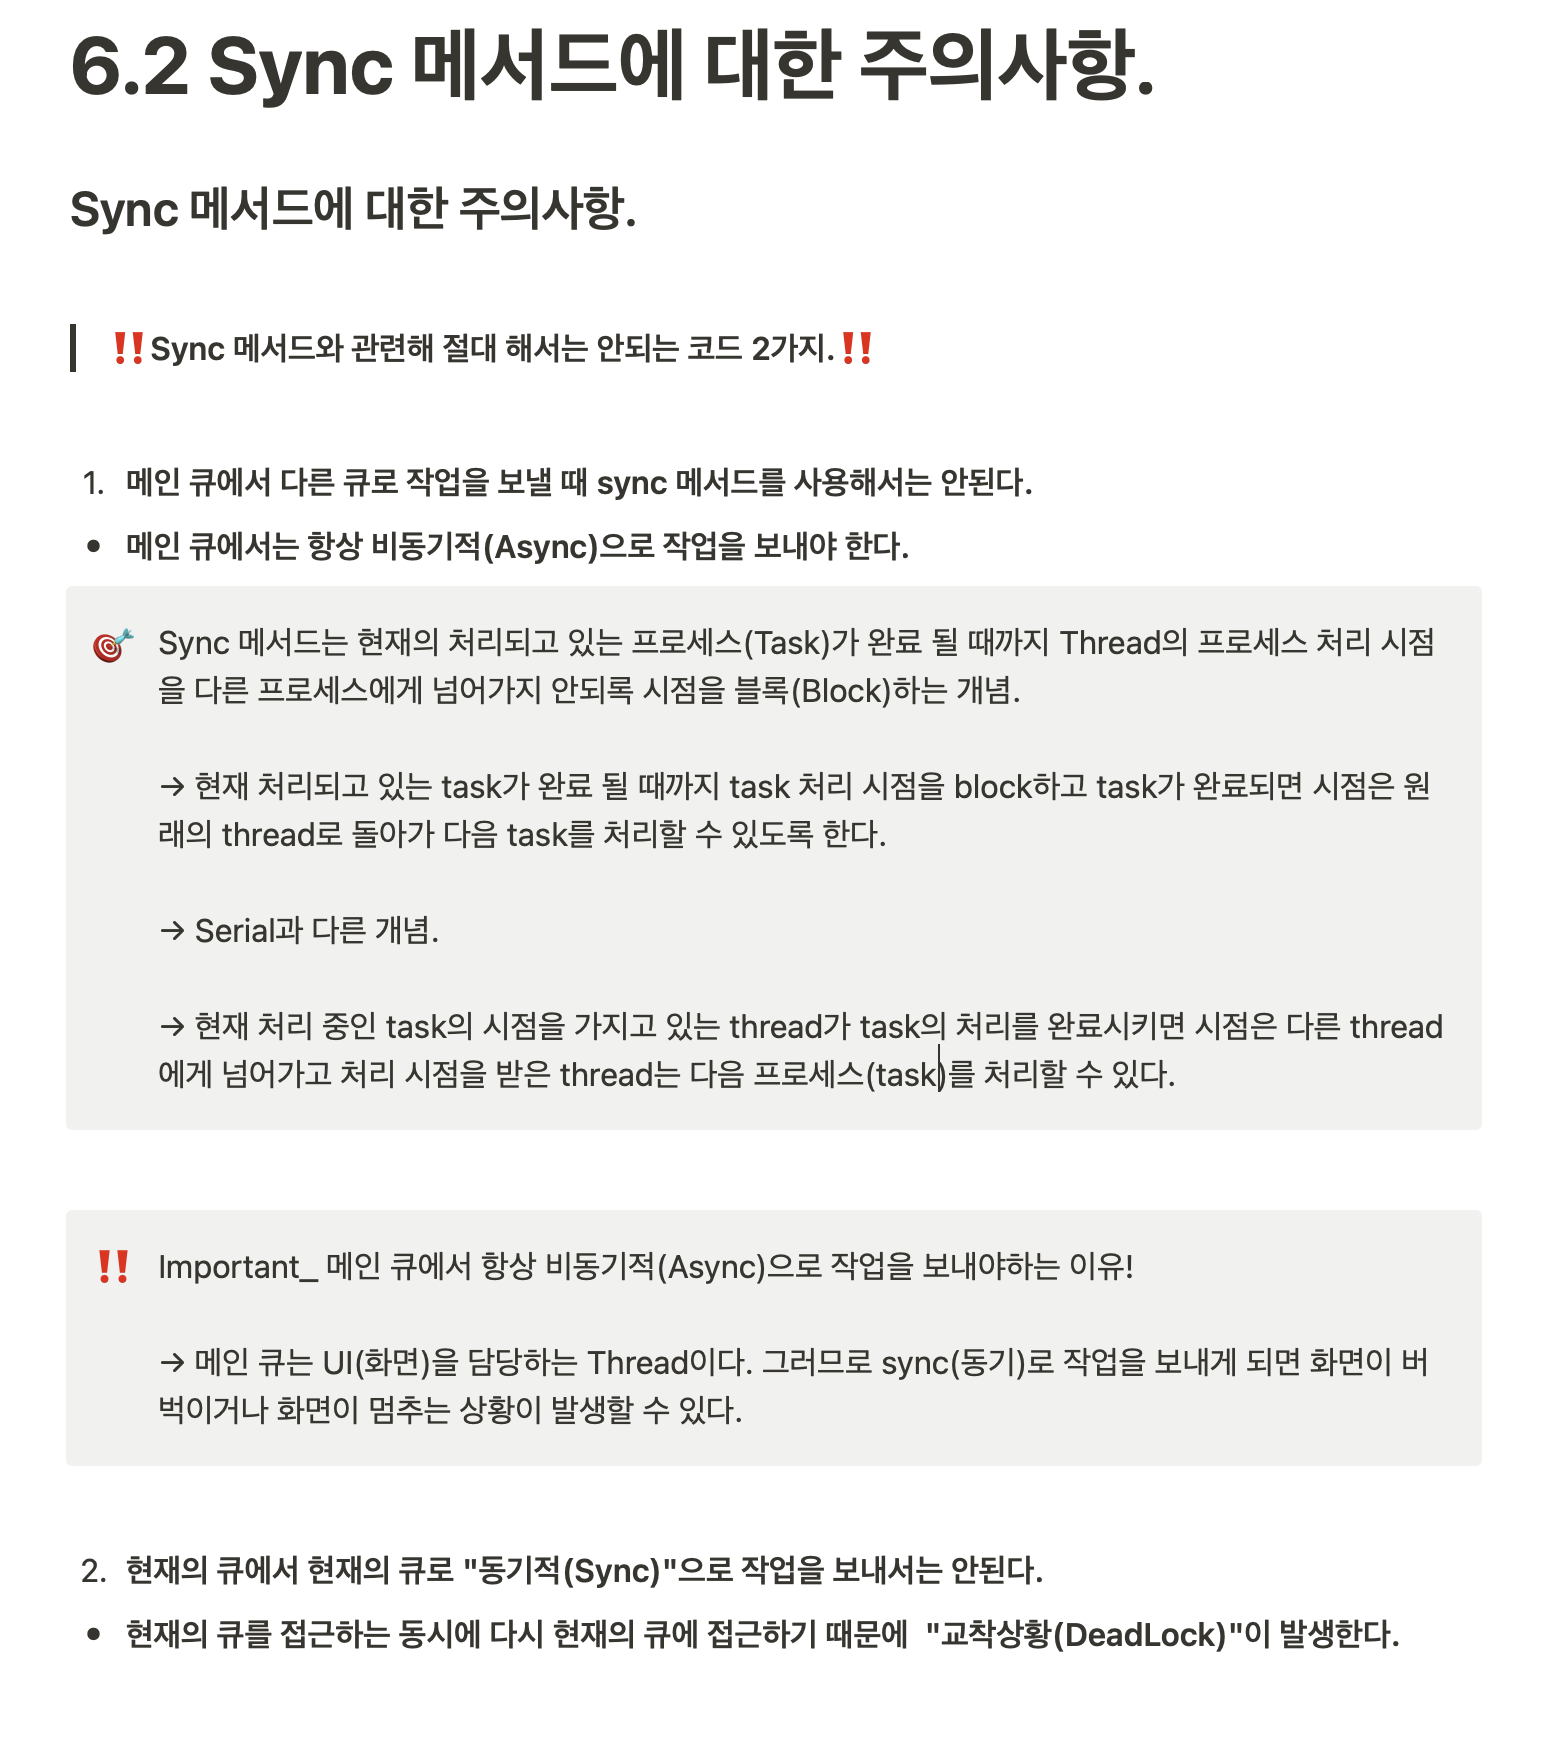 6.2 Sync 메서드에 대한 주의사항.
Sync 메서드에 대한 주의사항.
‼️Sync 메서드와 관련해 절대 해서는 안되는 코드 2가지.‼️
1. 메인 큐에서 다른 큐로 작업을 보낼 때 sync 메서드를 사용해서는 안된다.
• 메인 큐에서는 항상 비동기적(Async)으로 작업을 보내야 한다.
🎯 Sync 메서드는 현재의 처리되고 있는 프로세스(Task)가 완료 될 때까지 Thread의 프로세스 처리 시점
을 다른 프로세스에게 넘어가지 안되록 시점을 블록(Block)하는 개념.
→ 현재 처리되고 있는 task가 완료 될 때까지 task 처리 시점을 block하고 task가 완료되면 시점은 원
래의 thread로 돌아가 다음 task를 처리할 수 있도록 한다.
→ Serial과 다른 개념.
→ 현재 처리 중인 task의 시점을 가지고 있는 thread가 task의 처리를 완료시키면 시점은 다른 thread
에게 넘어가고 처리 시점을 받은 thread는 다음 프로세스(task)를 처리할 수 있다.
‼️ Important_ 메인 큐에서 항상 비동기적(Async)으로 작업을 보내야하는 이유!
→ 메인 큐는 UI(화면)을 담당하는 Thread이다. 그러므로 sync(동기)로 작업을 보내게 되면 화면이 버
벅이거나 화면이 멈추는 상황이 발생할 수 있다.
2. 현재의 큐에서 현재의 큐로 "동기적(Sync)"으로 작업을 보내서는 안된다.
• 현재의 큐를 접근하는 동시에 다시 현재의 큐에 접근하기 때문에 "교착상황(DeadLock)"이 발생한다.